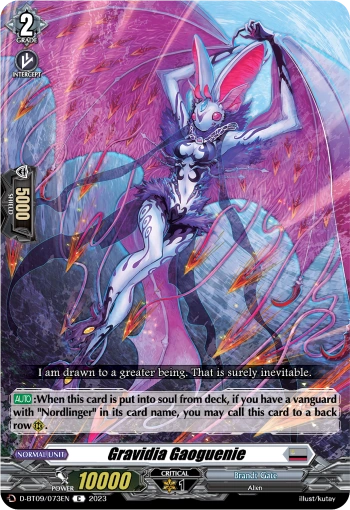 2
GRADE
INTERCEPT
5000
SHIELD
I am drawn to a greater being. That is surely inevitable.
AUTO:When this card is put into soul from deck, if you have a vanguard
with "Nordlinger" in its card name, you may call this card to a back
row R.
NORMAL UNIT
Gravidia Gaoguenie
POWER 10000
CRITICAL
1
Brandt Gate
Alien
D-BT09/073EN C 2023
illust/kutay